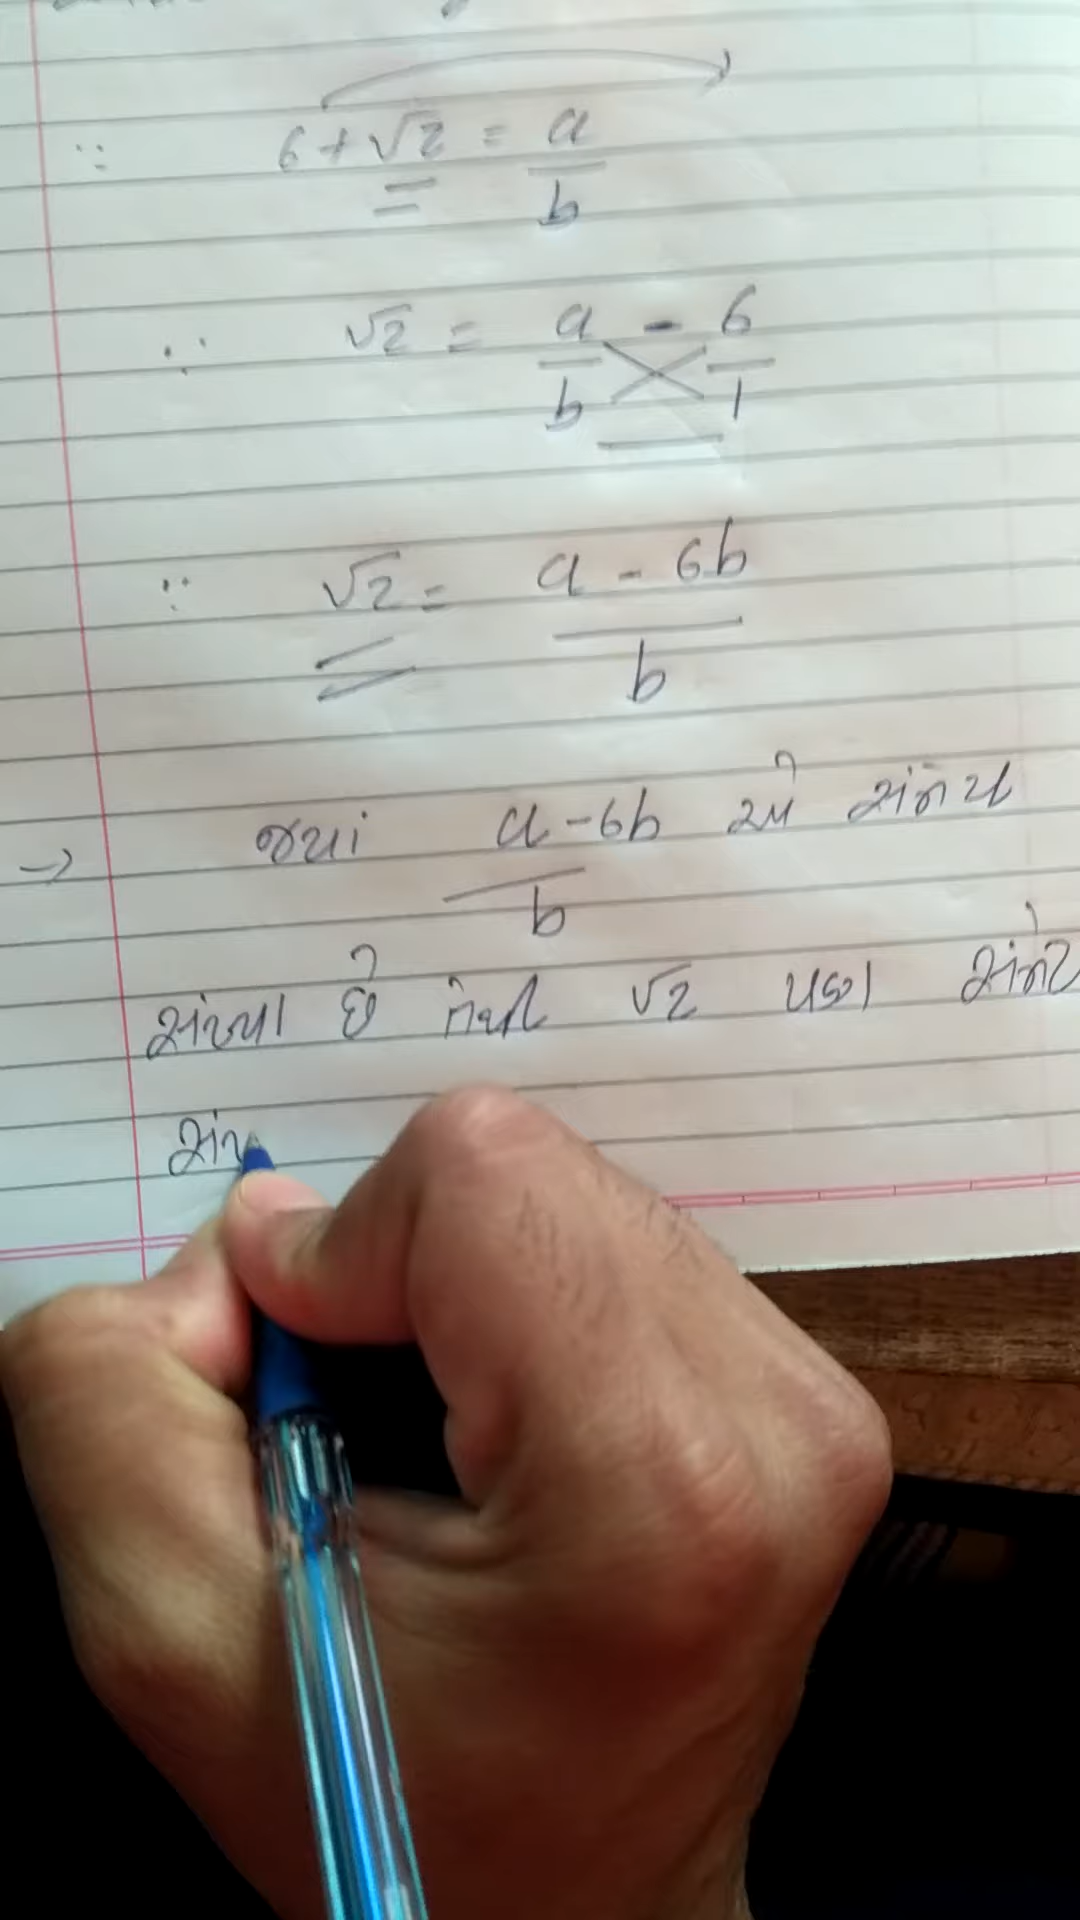 ∵ 6+√2 = a/b
∴ √2 = a/b - 6/1
∵ √2 = a - 6b / b
→ જ્યાં a-6b / b એ સંમેય
સંખ્યા છે તેથી √2 પણ સંમેય
સંખ